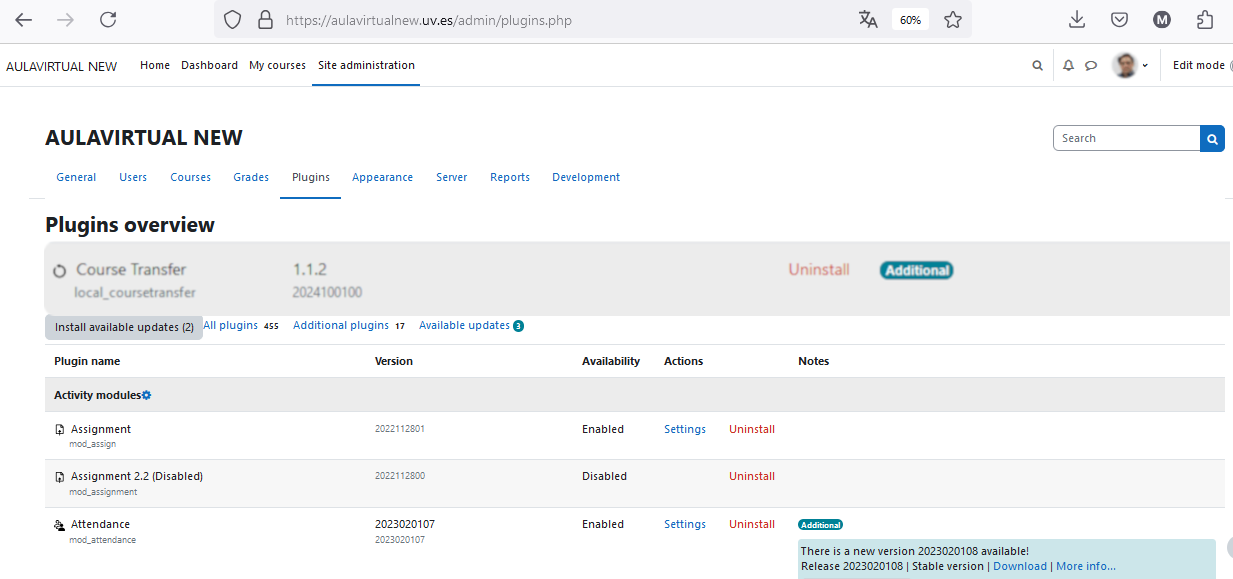 https://aulavirtualnew.uv.es/admin/plugins.php 60% M
AULAVIRTUAL NEW Home Dashboard My courses Site administration Edit mode
AULAVIRTUAL NEW
Search
General Users Courses Grades Plugins Appearance Server Reports Development
Plugins overview
Course Transfer 1.1.2 Uninstall Additional
local_coursetransfer 2024100100
Install available updates (2) All plugins 455 Additional plugins 17 Available updates 3
Plugin name Version Availability Actions Notes
Activity modules
Assignment 2022112801 Enabled Settings Uninstall
mod_assign
Assignment 2.2 (Disabled) 2022112800 Disabled Uninstall
mod_assignment
Attendance 2023020107 Enabled Settings Uninstall Additional
mod_attendance 2023020107
There is a new version 2023020108 available!
Release 2023020108 | Stable version | Download | More info...